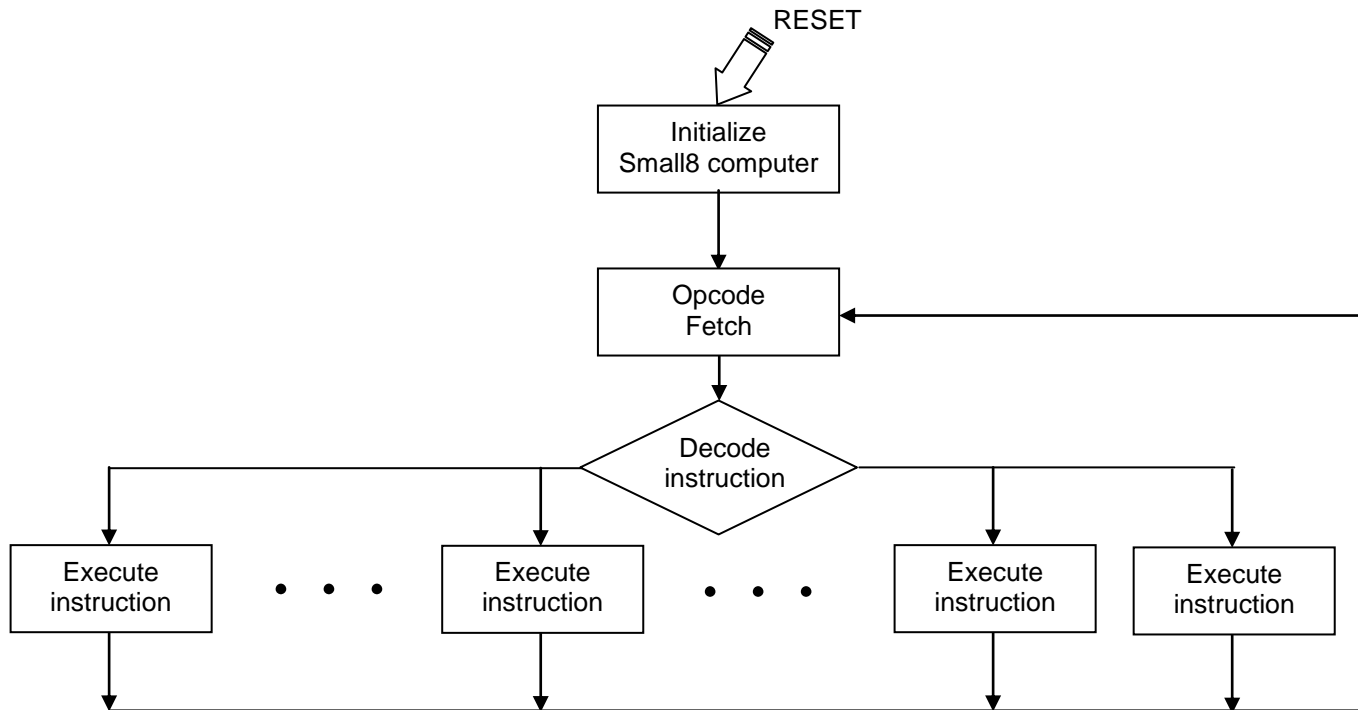 RESET
Initialize
Small8 computer
Opcode
Fetch
Decode
instruction
Execute
instruction
Execute
instruction
Execute
instruction
Execute
instruction